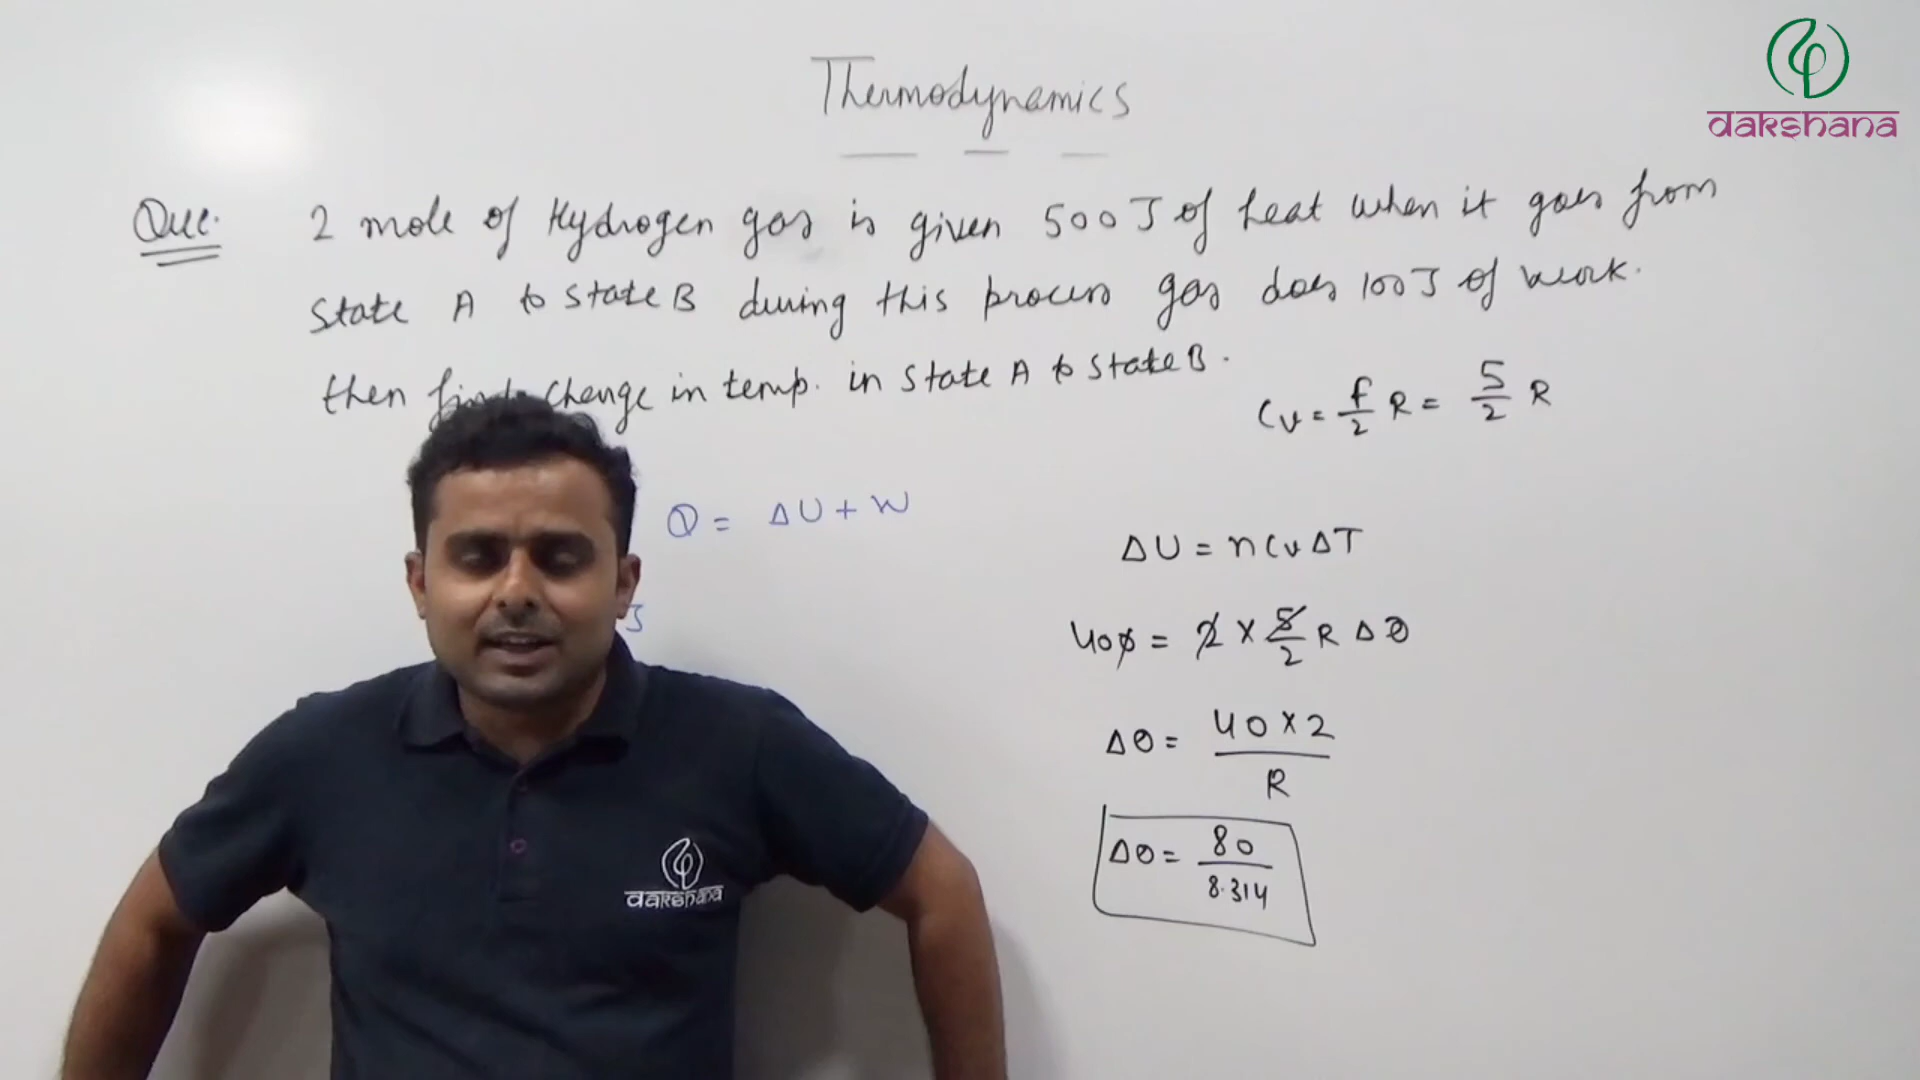 dakshana
Thermodynamics
Que. 2 mole of Hydrogen gas is given 500J of heat when it goes from
state A to state B during this process gas does 100J of work.
then find change in temp. in state A to state B.
Cv = f/2 R = 5/2 R
Q = ΔU + W
J
ΔU = nCvΔT
400 = 2 × 5/2 R Δθ
Δθ = 40 × 2 / R
Δθ = 80 / 8.314
dakshana